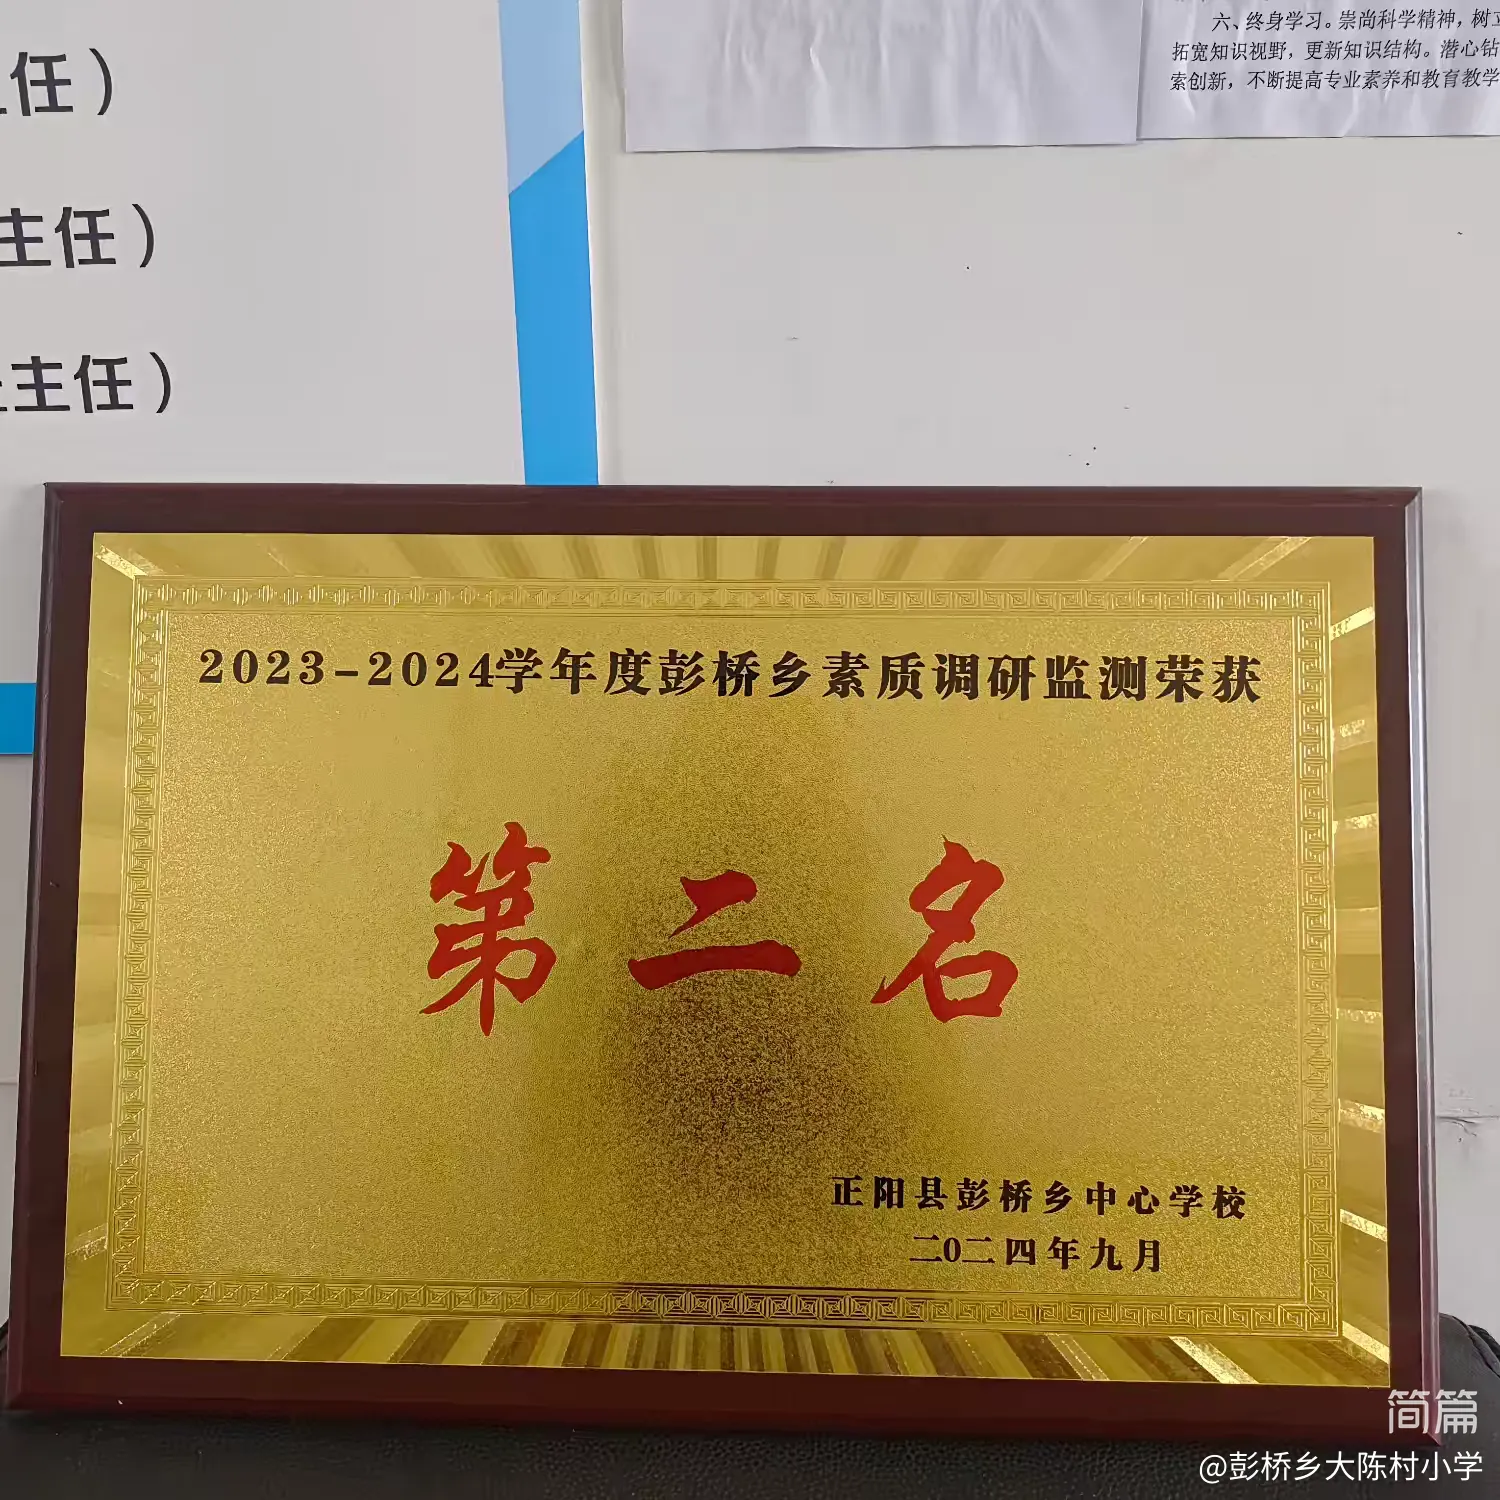 任）
主任）
主任）
六、终身学习。崇尚科学精神，树立
拓宽知识视野，更新知识结构。潜心钻
索创新，不断提高专业素养和教育教学
2023-2024学年度彭桥乡素质调研监测荣获
第二名
正阳县彭桥乡中心学校
二0二四年九月
简篇
@彭桥乡大陈村小学